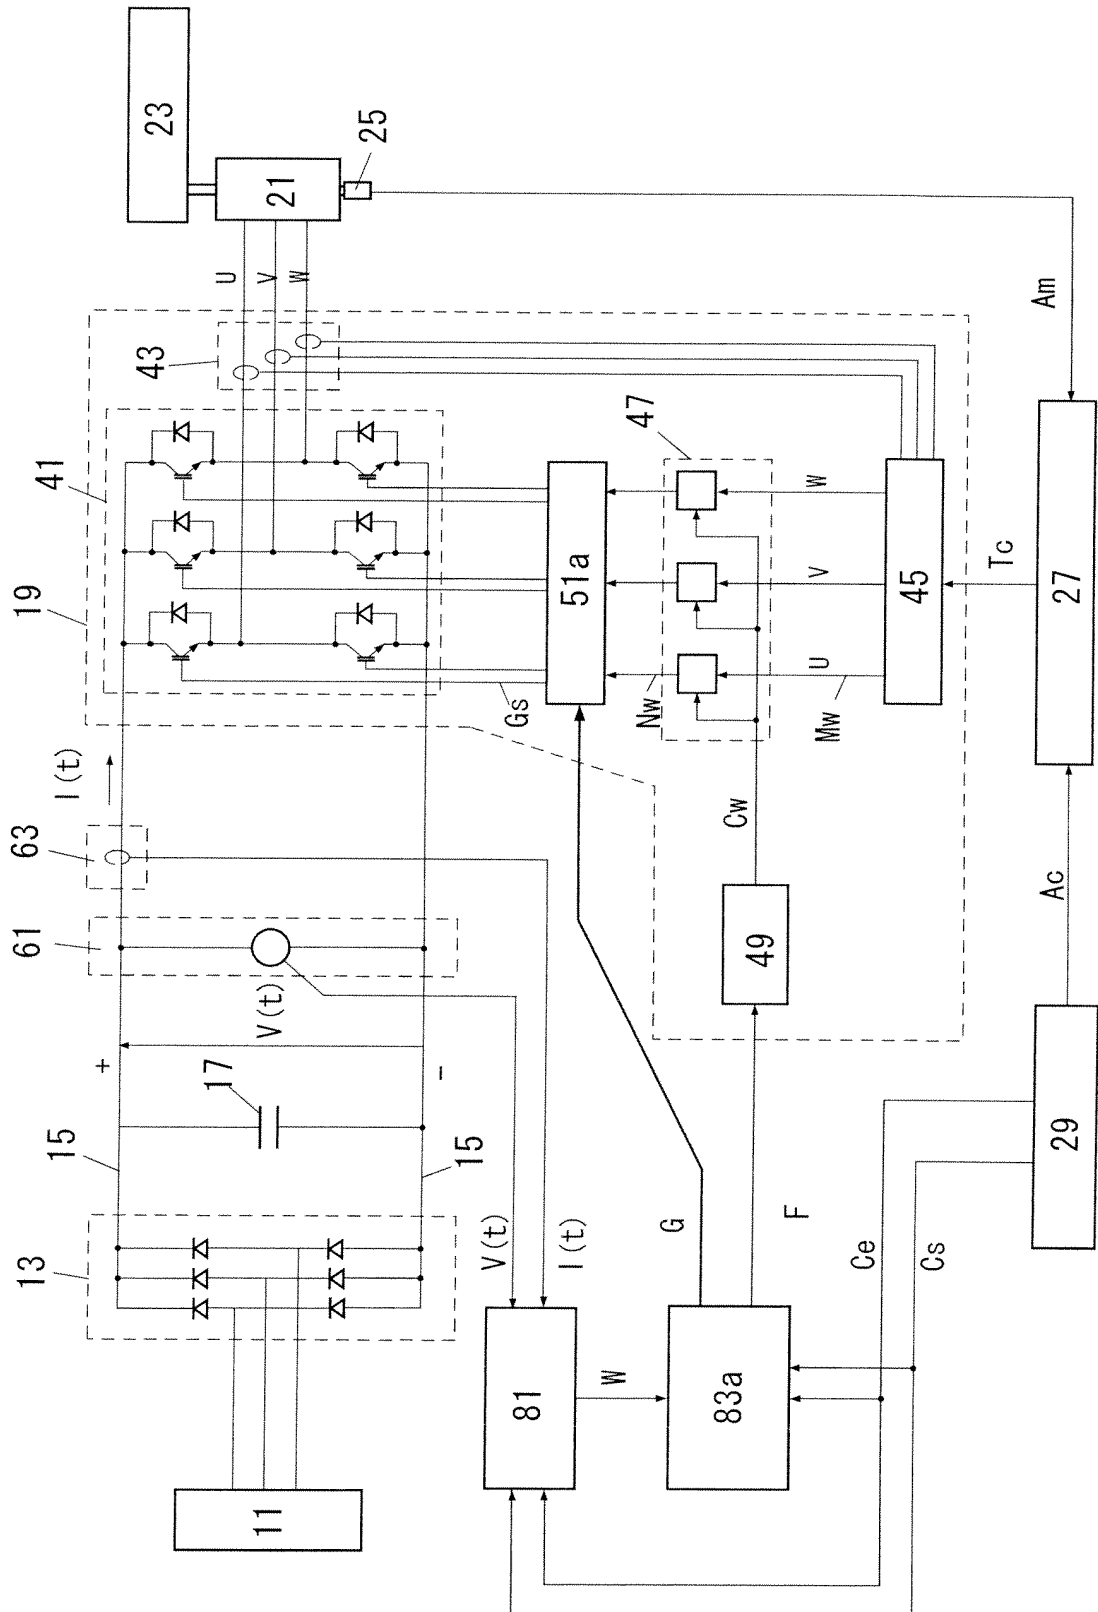 23
21
25
U
V
W
Am
43
41
19
47
51a
45
27
Tc
W
V
U
Gs
Nw
Mw
Cw
I(t)
63
61
49
Ac
V(t)
+
-
17
15
15
29
13
V(t)
I(t)
G
F
Ce
Cs
81
W
83a
11